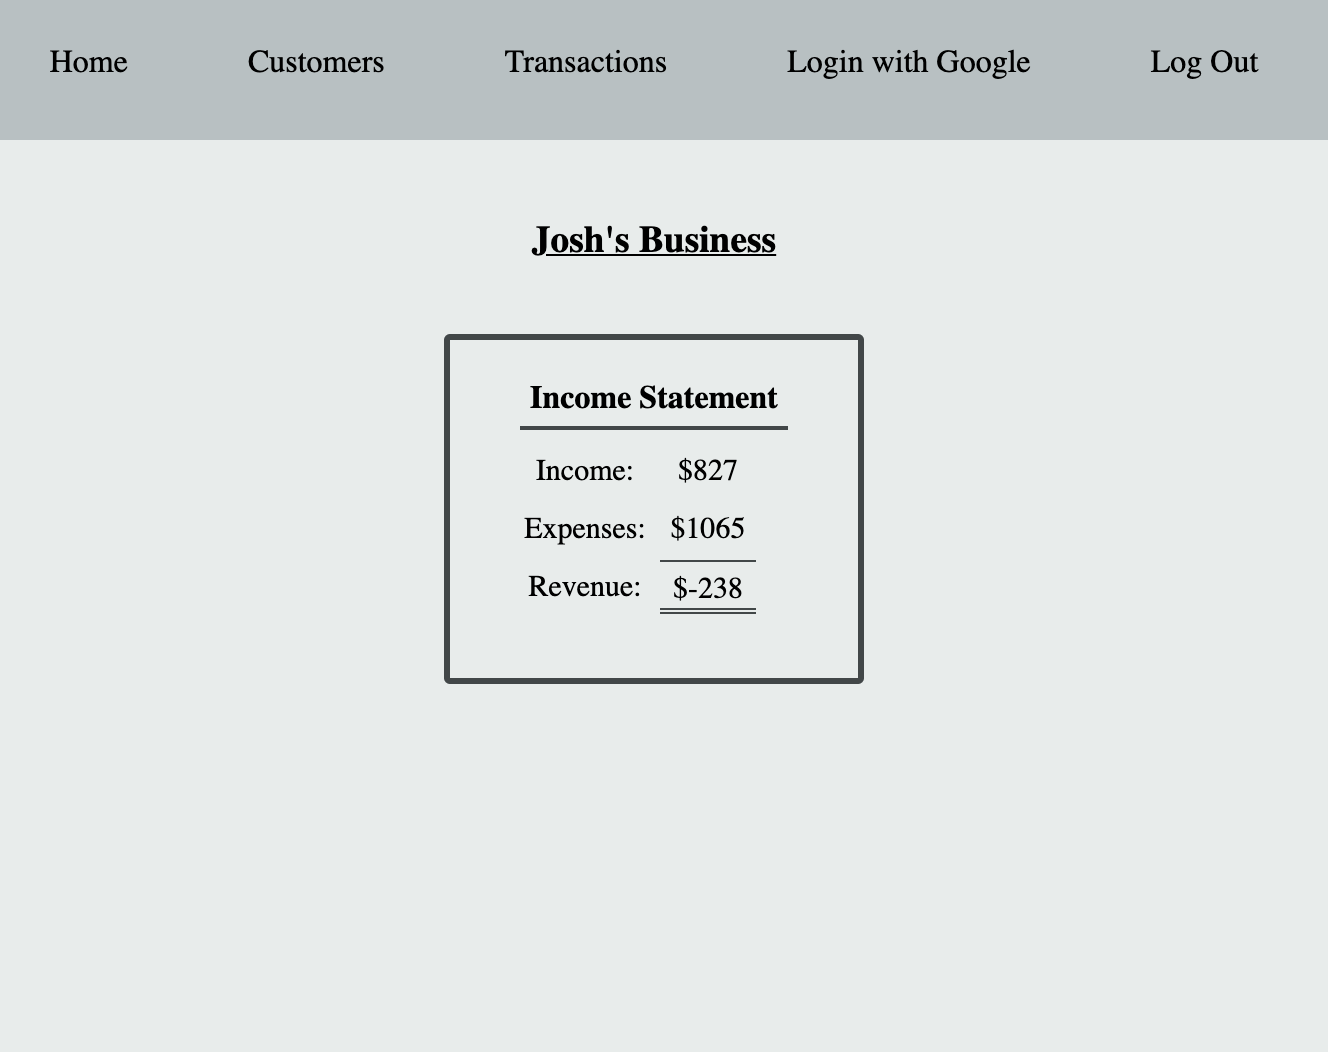 Home Customers Transactions Login with Google Log Out
Josh's Business
Income Statement
Income: $827
Expenses: $1065
Revenue: $-238